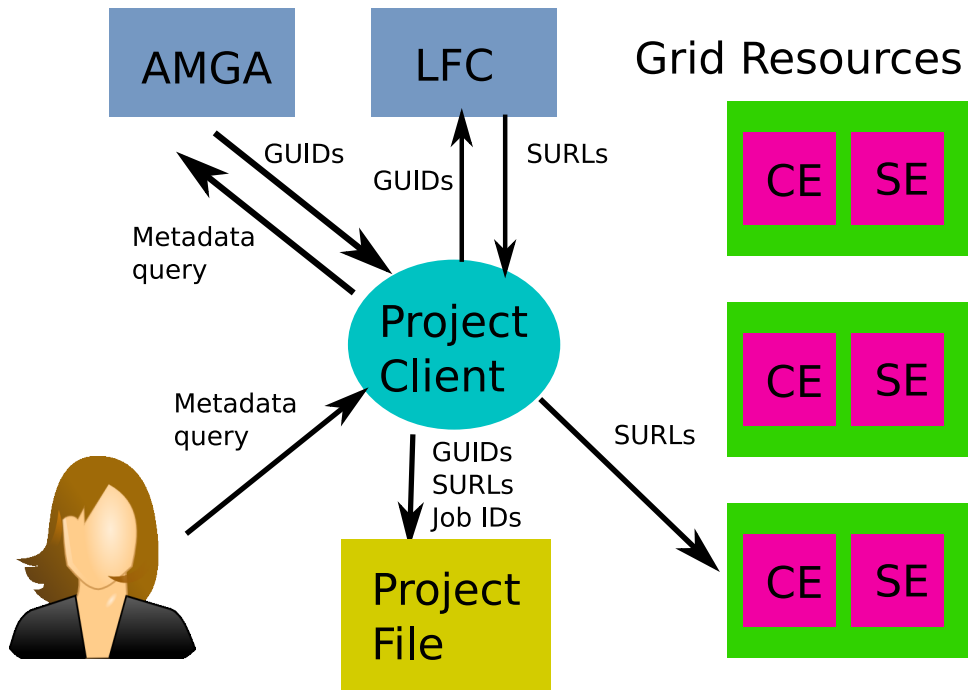 AMGA
LFC
Grid Resources
GUIDs
GUIDs
SURLs
Metadata
query
CE
SE
Project
Client
CE
SE
Metadata
query
SURLs
GUIDs
SURLs
Job IDs
CE
SE
Project
File